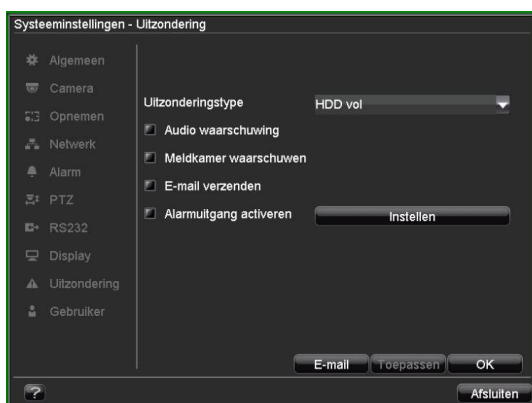 Systeeminstellingen - Uitzondering
Algemeen
Camera
Opnemen
Netwerk
Alarm
PTZ
RS232
Display
Uitzondering
Gebruiker
Uitzonderingstype
HDD vol
Audio waarschuwing
Meldkamer waarschuwen
E-mail verzenden
Alarmuitgang activeren
Instellen
E-mail
Toepassen
OK
?
Afsluiten